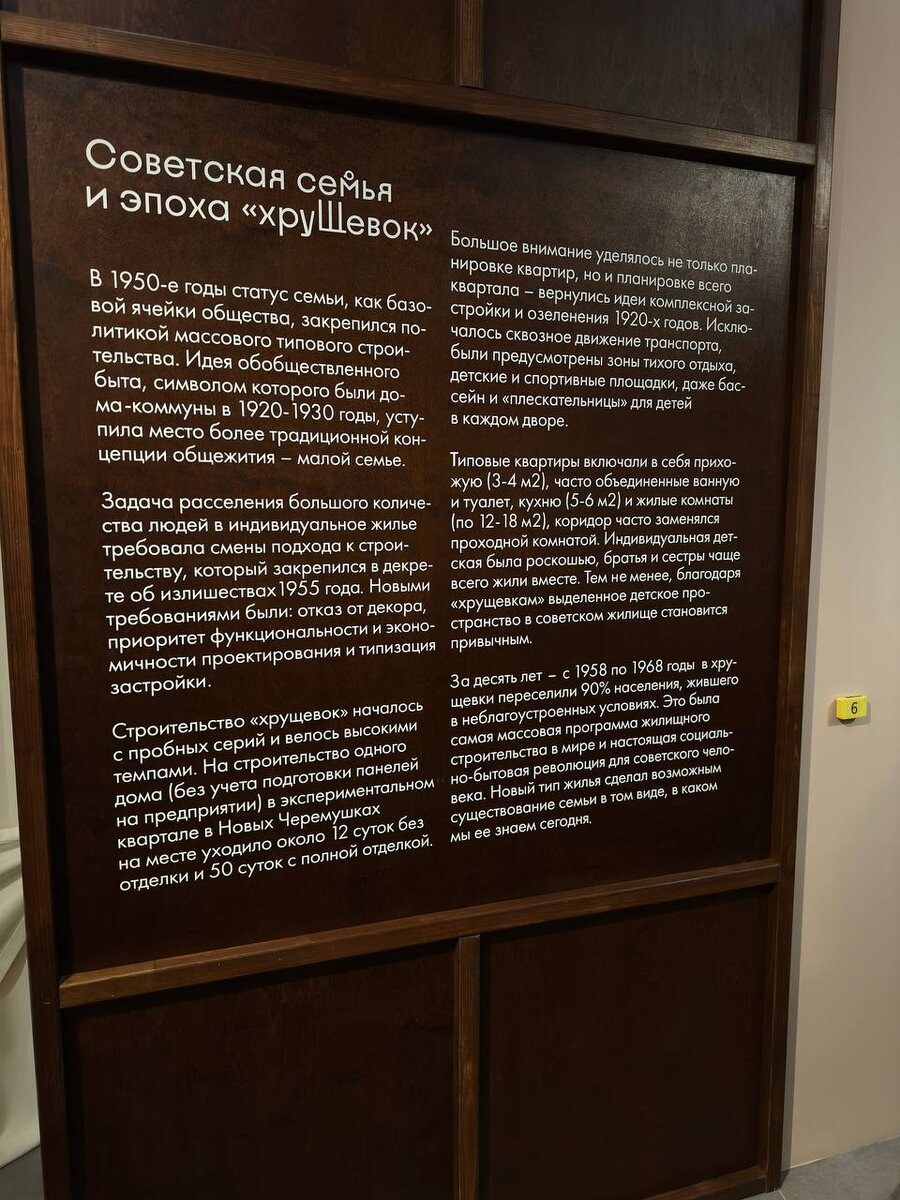 Советская семья
и эпоха «хруЩевок»
В 1950-е годы статус семьи, как базо-
вой ячейки общества, закрепился по-
литикой массового типового строи-
тельства. Идея обобществленного
быта, символом которого были до-
ма-коммуны в 1920-1930 годы, усту-
пила место более традиционной кон-
цепции общежития – малой семье.
Задача расселения большого количе-
ства людей в индивидуальное жилье
требовала смены подхода к строи-
тельству, который закрепился в декре-
те об излишествах 1955 года. Новыми
требованиями были: отказ от декора,
приоритет функциональности и эконо-
мичности проектирования и типизация
застройки.
Строительство «хрущевок» началось
с пробных серий и велось высокими
темпами. На строительство одного
дома (без учета подготовки панелей
на предприятии) в экспериментальном
квартале в Новых Черемушках
на месте уходило около 12 суток без
отделки и 50 суток с полной отделкой.
Большое внимание уделялось не только пла-
нировке квартир, но и планировке всего
квартала – вернулись идеи комплексной за-
стройки и озеленения 1920-х годов. Исклю-
чалось сквозное движение транспорта,
были предусмотрены зоны тихого отдыха,
детские и спортивные площадки, даже бас-
сейн и «плескательницы» для детей
в каждом дворе.
Типовые квартиры включали в себя прихо-
жую (3-4 м2), часто объединенные ванную
и туалет, кухню (5-6 м2) и жилые комнаты
(по 12-18 м2), коридор часто заменялся
проходной комнатой. Индивидуальная дет-
ская была роскошью, братья и сестры чаще
всего жили вместе. Тем не менее, благодаря
«хрущевкам» выделенное детское про-
странство в советском жилище становится
привычным.
За десять лет – с 1958 по 1968 годы в хру-
щевки переселили 90% населения, жившего
в неблагоустроенных условиях. Это была
самая массовая программа жилищного
строительства в мире и настоящая социаль-
но-бытовая революция для советского чело-
века. Новый тип жилья сделал возможным
существование семьи в том виде, в каком
мы ее знаем сегодня.
6